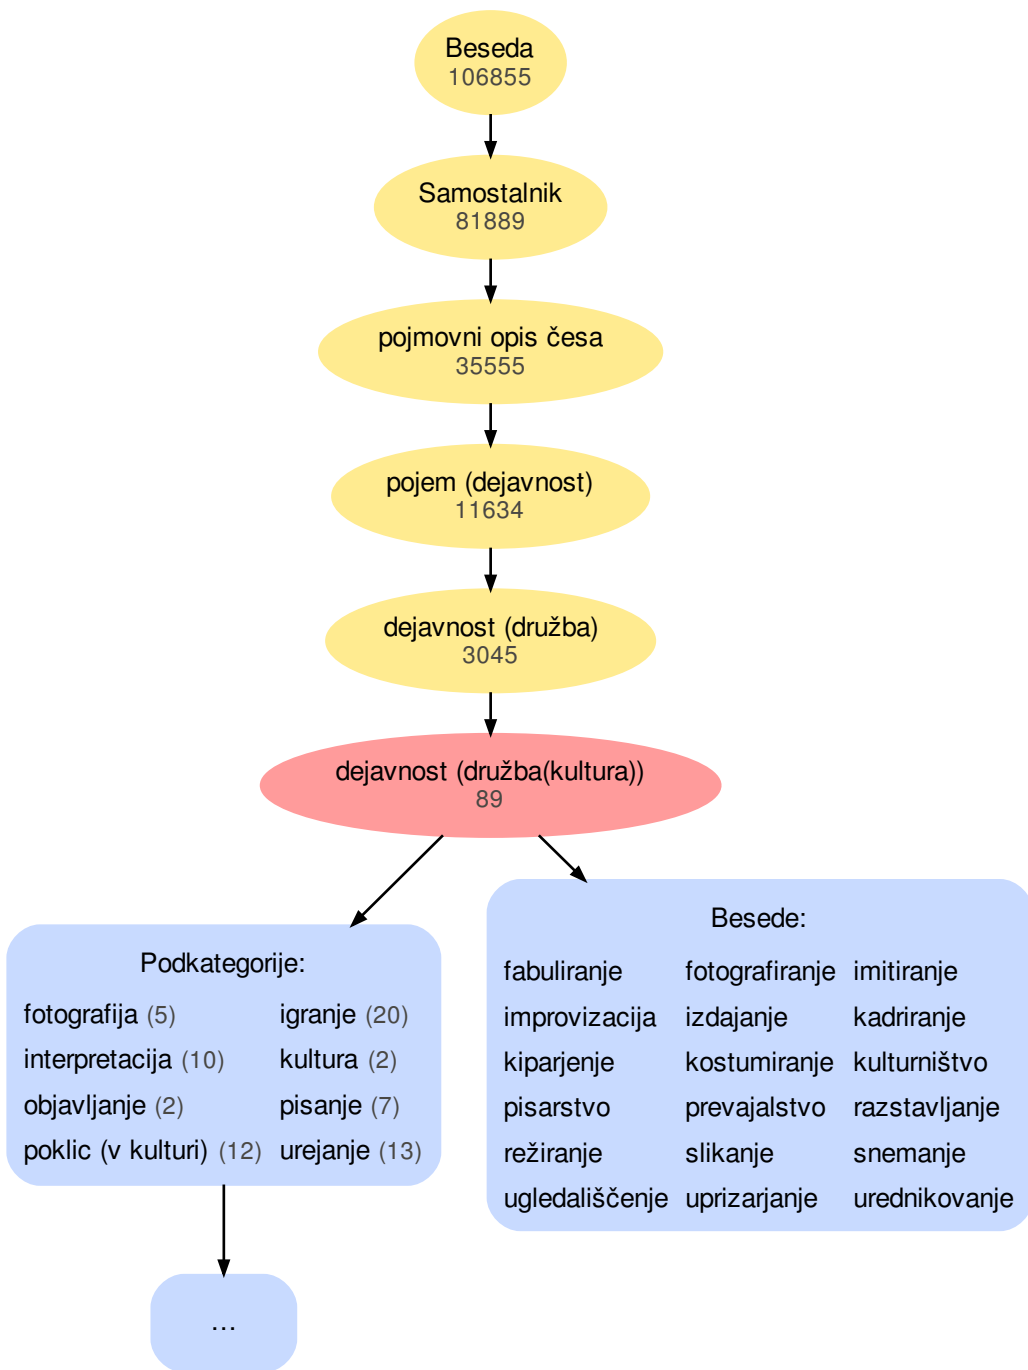 Beseda
106855
Samostalnik
81889
pojmovni opis česa
35555
pojem (dejavnost)
11634
dejavnost (družba)
3045
dejavnost (družba(kultura))
89
Podkategorije:
fotografija (5) igranje (20)
interpretacija (10) kultura (2)
objavljanje (2) pisanje (7)
poklic (v kulturi) (12) urejanje (13)
...
Besede:
fabuliranje fotografiranje imitiranje
improvizacija izdajanje kadriranje
kiparjenje kostumiranje kulturništvo
pisarstvo prevajalstvo razstavljanje
režiranje slikanje snemanje
ugledališčenje uprizarjanje urednikovanje